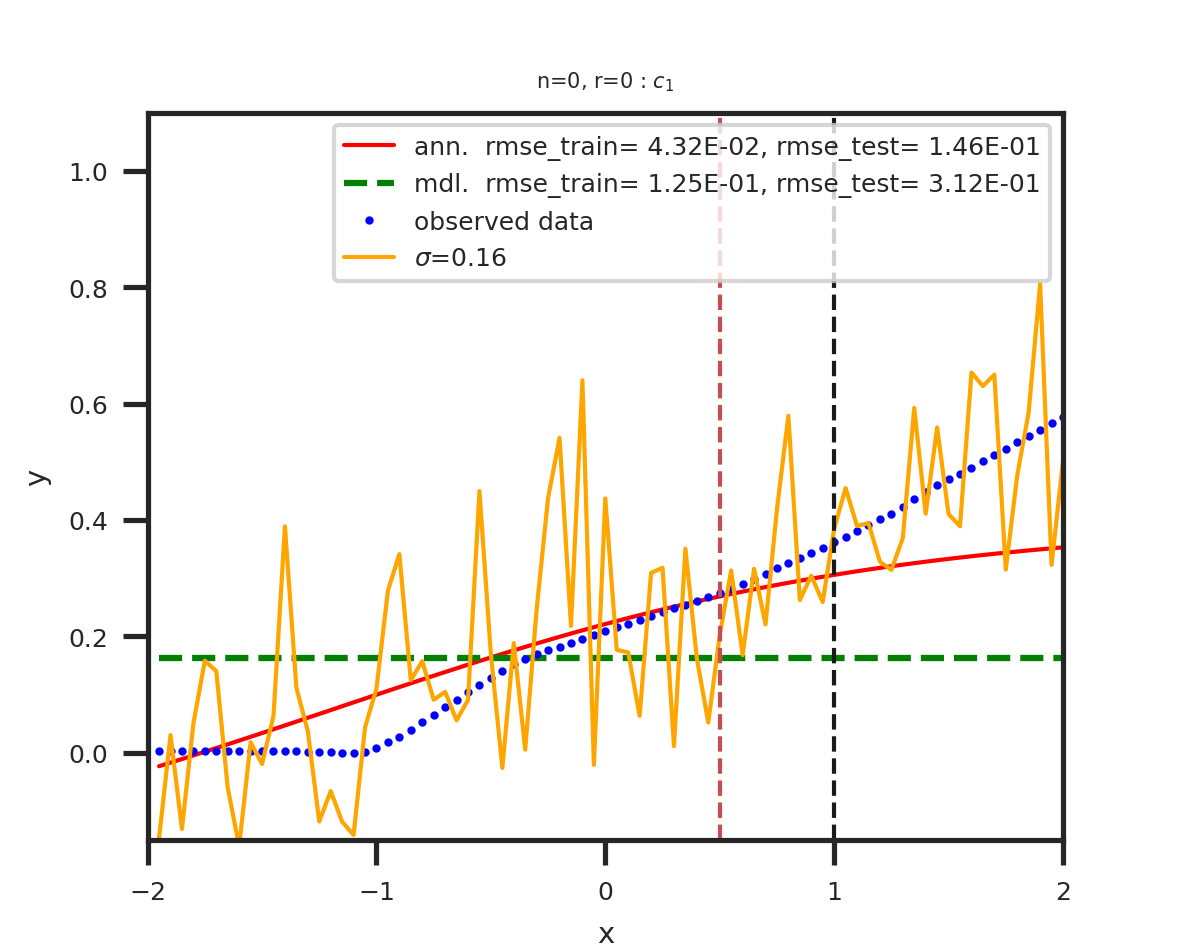 n=0, r=0 : c₁
ann. rmse_train= 4.32E-02, rmse_test= 1.46E-01
mdl. rmse_train= 1.25E-01, rmse_test= 3.12E-01
observed data
σ=0.16
1.0
0.8
0.6
0.4
0.2
0.0
y
−2
−1
0
1
2
x